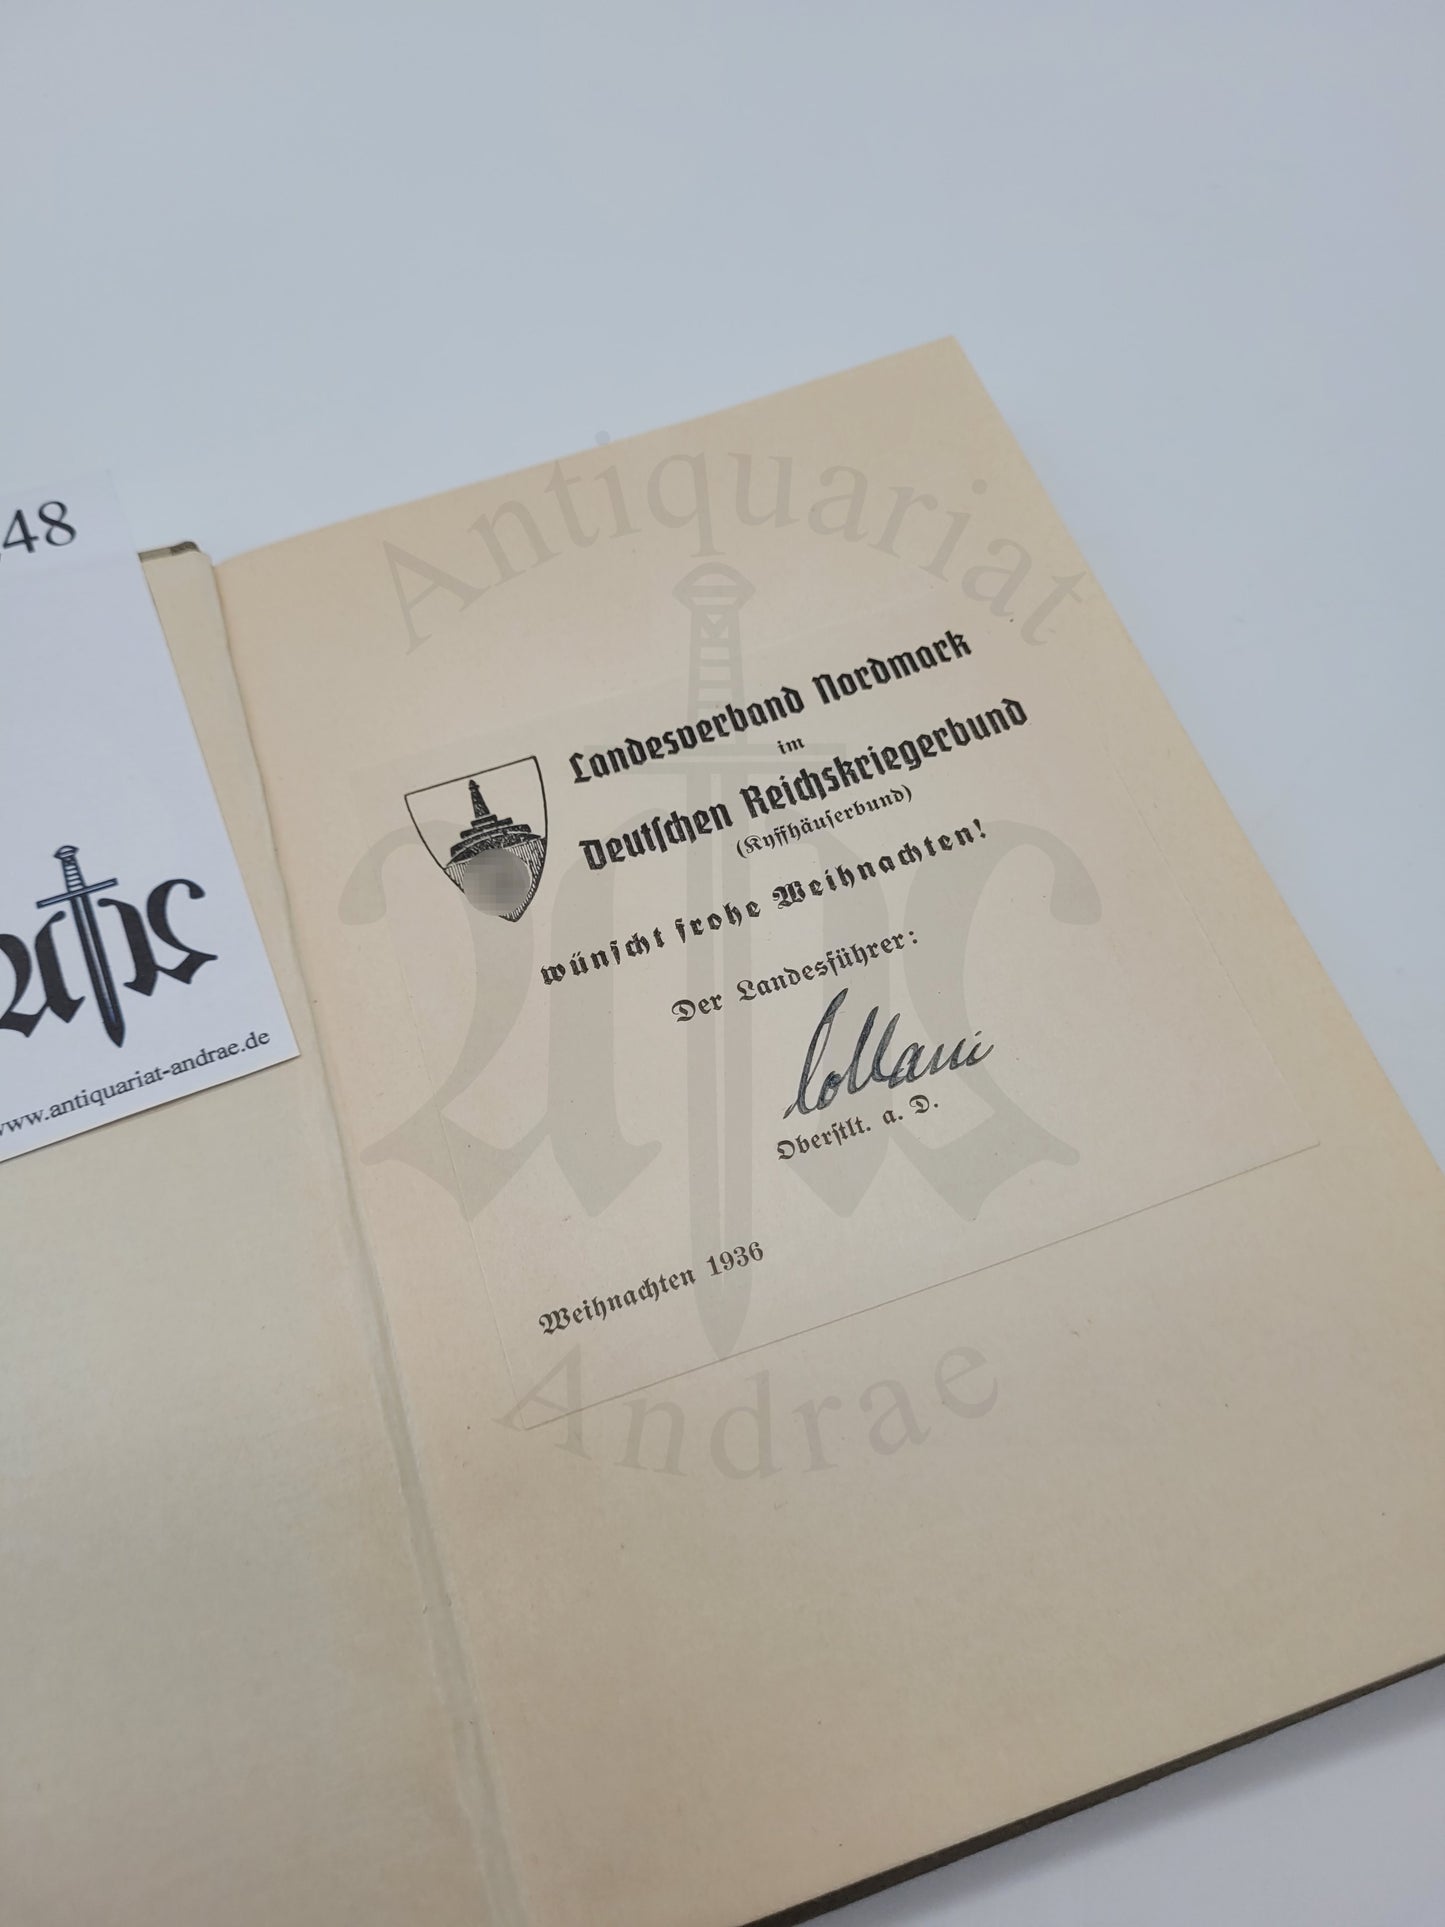 48
www.antiquariat-andrae.de
Antiquariat
Landesverband Nordmark
im
Deutschen Reichskriegerbund
(Kyffhäuserbund)
wünscht frohe Weihnachten!
Der Landesführer:
Collani
Oberstlt. a. D.
Weihnachten 1936
Andrae